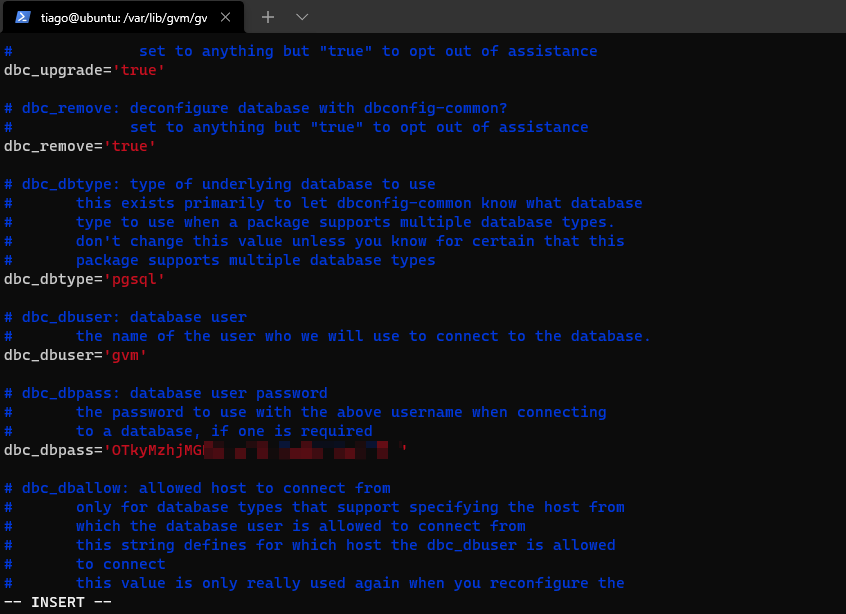 tiago@ubuntu: /var/lib/gvm/gv
#              set to anything but "true" to opt out of assistance
dbc_upgrade='true'
# dbc_remove: deconfigure database with dbconfig-common?
#             set to anything but "true" to opt out of assistance
dbc_remove='true'
# dbc_dbtype: type of underlying database to use
#       this exists primarily to let dbconfig-common know what database
#       type to use when a package supports multiple database types.
#       don't change this value unless you know for certain that this
#       package supports multiple database types
dbc_dbtype='pgsql'
# dbc_dbuser: database user
#       the name of the user who we will use to connect to the database.
dbc_dbuser='gvm'
# dbc_dbpass: database user password
#       the password to use with the above username when connecting
#       to a database, if one is required
dbc_dbpass='OTkyMzhjMG '
# dbc_dballow: allowed host to connect from
#       only for database types that support specifying the host from
#       which the database user is allowed to connect from
#       this string defines for which host the dbc_dbuser is allowed
#       to connect
#       this value is only really used again when you reconfigure the
-- INSERT --